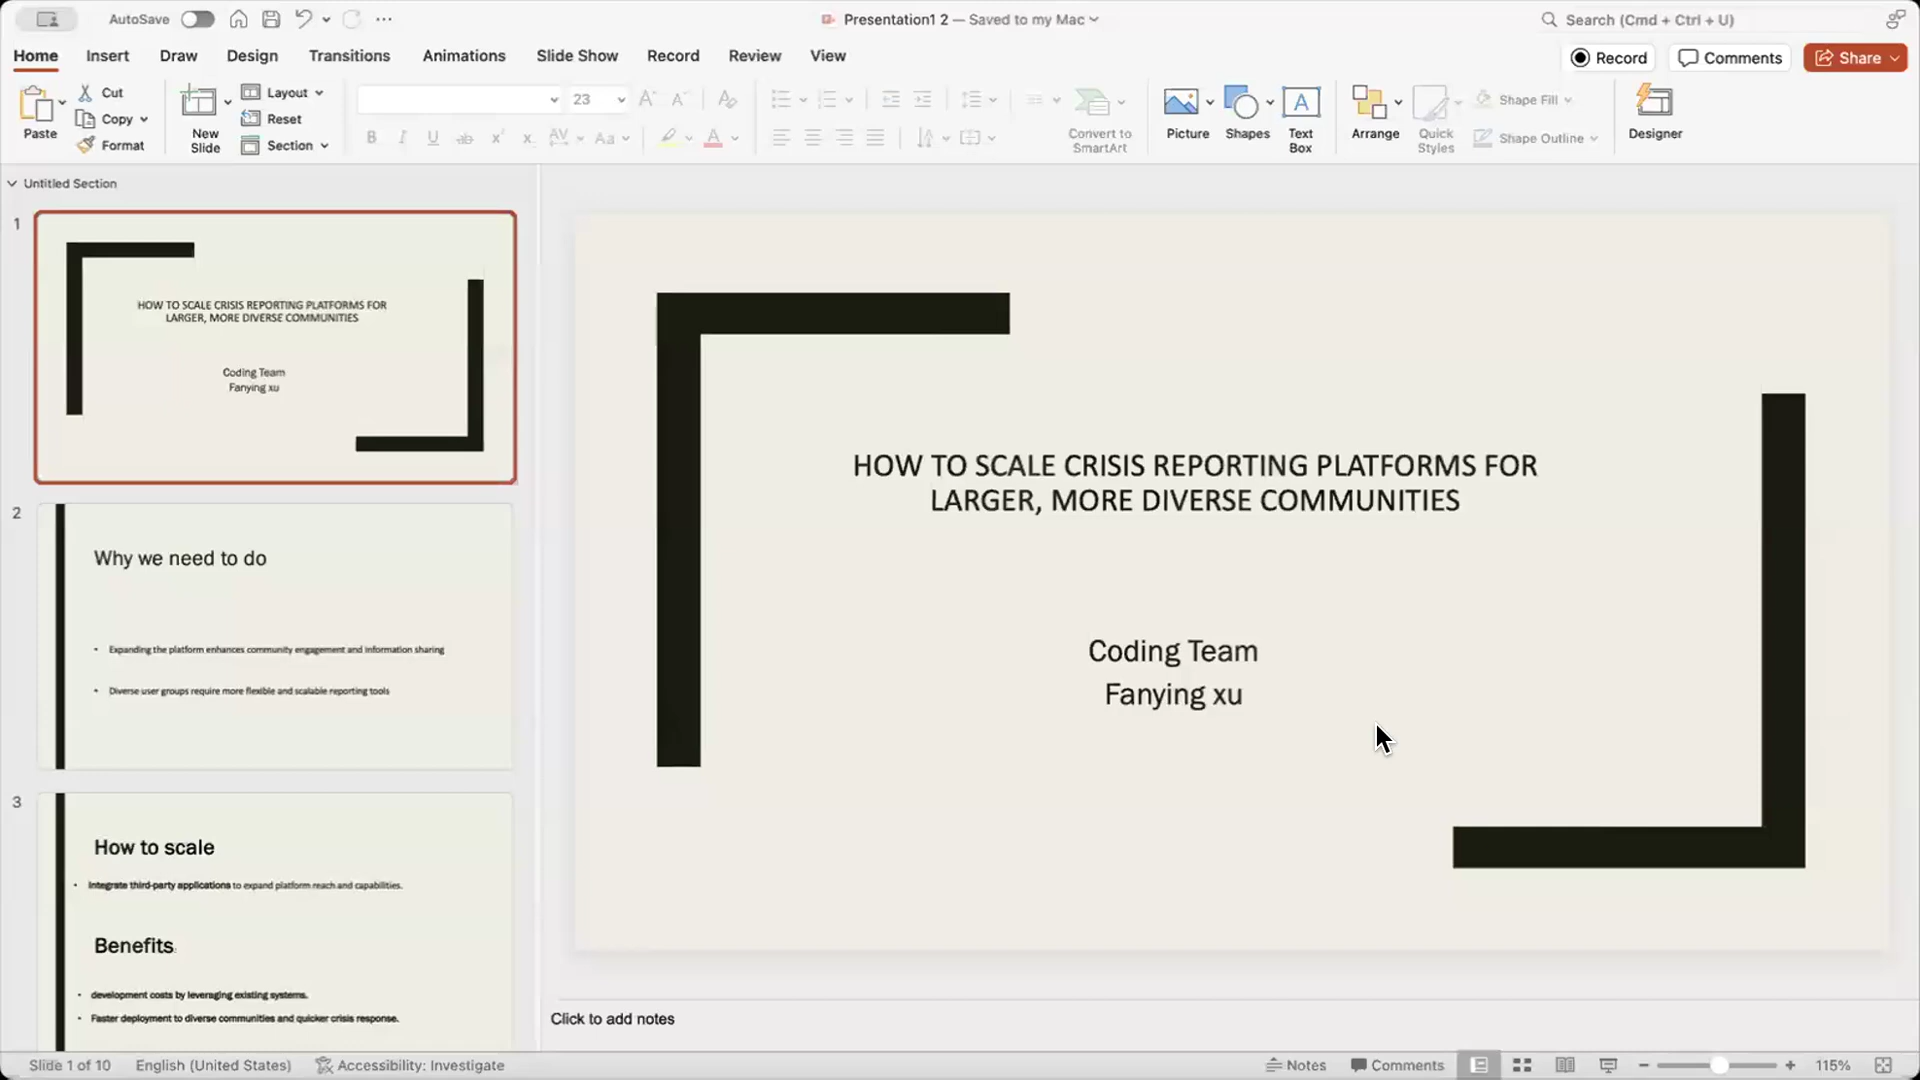 AutoSave
Presentation1 2 — Saved to my Mac
Search (Cmd + Ctrl + U)
Home
Insert
Draw
Design
Transitions
Animations
Slide Show
Record
Review
View
Record
Comments
Share
Paste
Cut
Copy
Format
New
Slide
Layout
Reset
Section
23
Convert to
SmartArt
Picture
Shapes
Text
Box
Arrange
Quick
Styles
Shape Fill
Shape Outline
Designer
Untitled Section
1
HOW TO SCALE CRISIS REPORTING PLATFORMS FOR
LARGER, MORE DIVERSE COMMUNITIES
Coding Team
Fanying xu
2
Why we need to do
• Expanding the platform enhances community engagement and information sharing
• Diverse user groups require more flexible and scalable reporting tools
3
How to scale
• Integrate third-party applications to expand platform reach and capabilities.
Benefits
• development costs by leveraging existing systems.
• Faster deployment to diverse communities and quicker crisis response.
HOW TO SCALE CRISIS REPORTING PLATFORMS FOR
LARGER, MORE DIVERSE COMMUNITIES
Coding Team
Fanying xu
Click to add notes
Slide 1 of 10
English (United States)
Accessibility: Investigate
Notes
Comments
115%